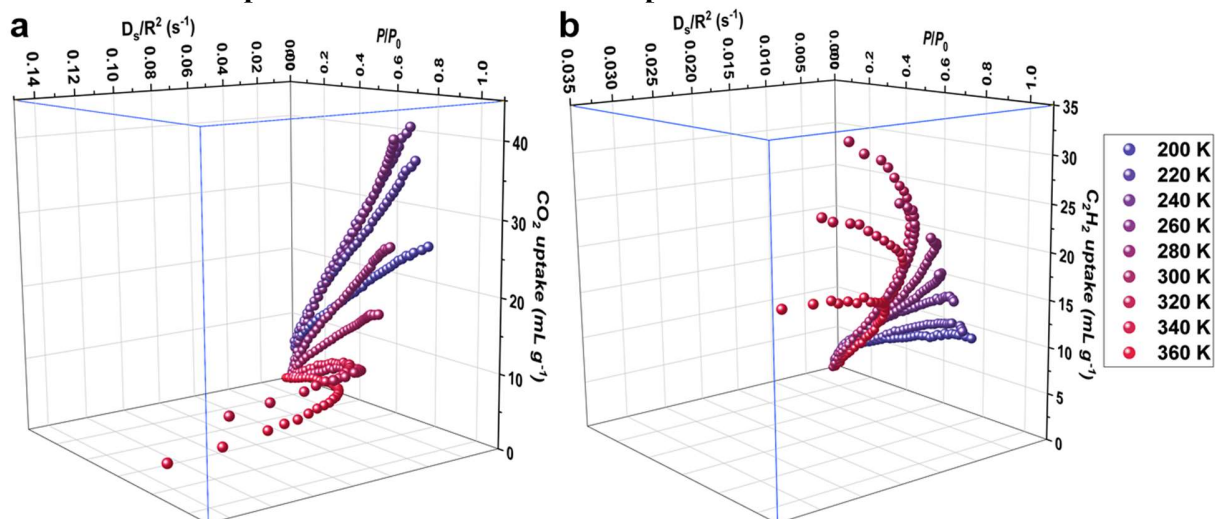 a
D_s/R² (s⁻¹)
P/P₀
0.14
0.12
0.10
0.08
0.06
0.04
0.02
0.00
0.2
0.4
0.6
0.8
1.0
40
30
20
10
0
CO₂ uptake (mL g⁻¹)
b
D_s/R² (s⁻¹)
P/P₀
0.035
0.030
0.025
0.020
0.015
0.010
0.005
0.2
0.4
0.6
0.8
1.0
35
30
25
20
15
10
5
0
C₂H₂ uptake (mL g⁻¹)
200 K
220 K
240 K
260 K
280 K
300 K
320 K
340 K
360 K